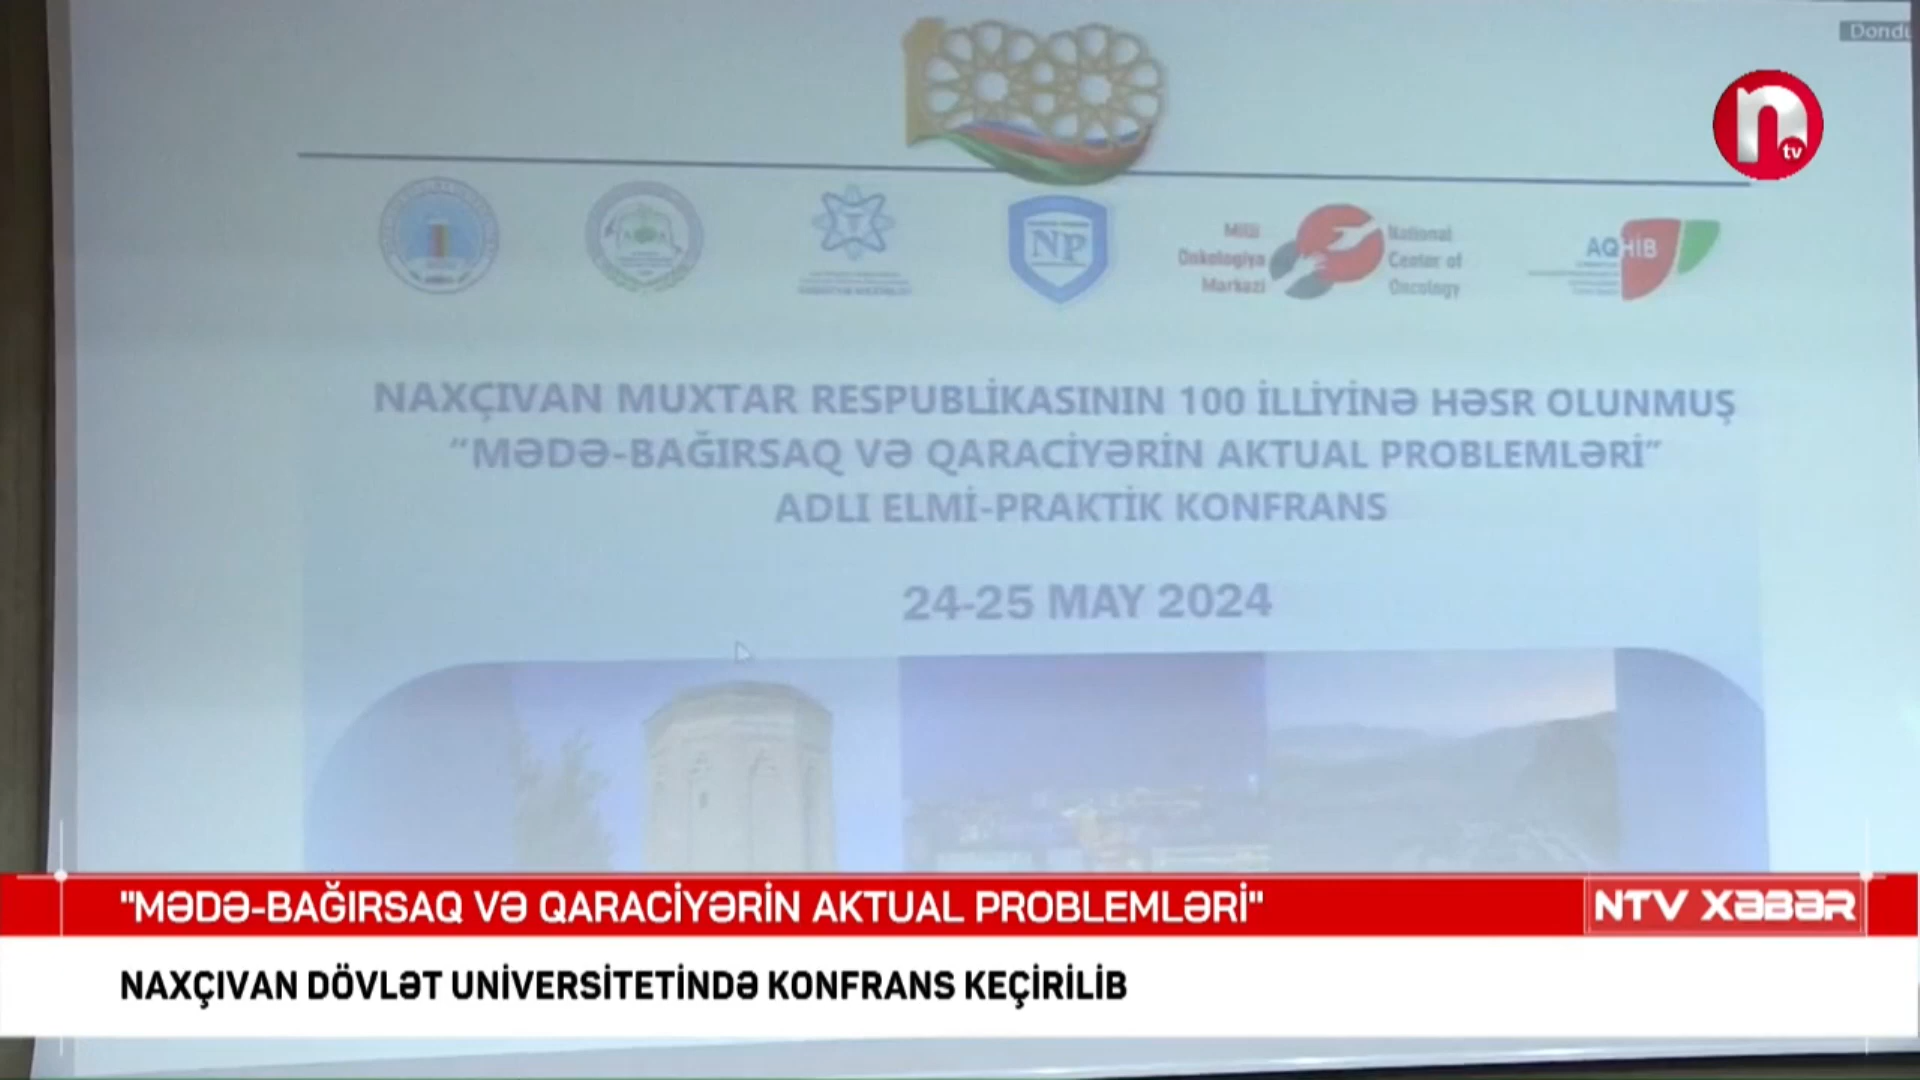 Dondu
n tv
NP
Milli Onkologiya Mərkəzi
National Center of Oncology
AQHİB
NAXÇIVAN MUXTAR RESPUBLİKASININ 100 İLLİYİNƏ HƏSR OLUNMUŞ
“MƏDƏ-BAĞIRSAQ VƏ QARACİYƏRİN AKTUAL PROBLEMLƏRİ”
ADLI ELMİ-PRAKTİK KONFRANS
24-25 MAY 2024
"MƏDƏ-BAĞIRSAQ VƏ QARACİYƏRİN AKTUAL PROBLEMLƏRİ"
NTV XƏBƏR
NAXÇIVAN DÖVLƏT UNİVERSİTETİNDƏ KONFRANS KEÇİRİLİB